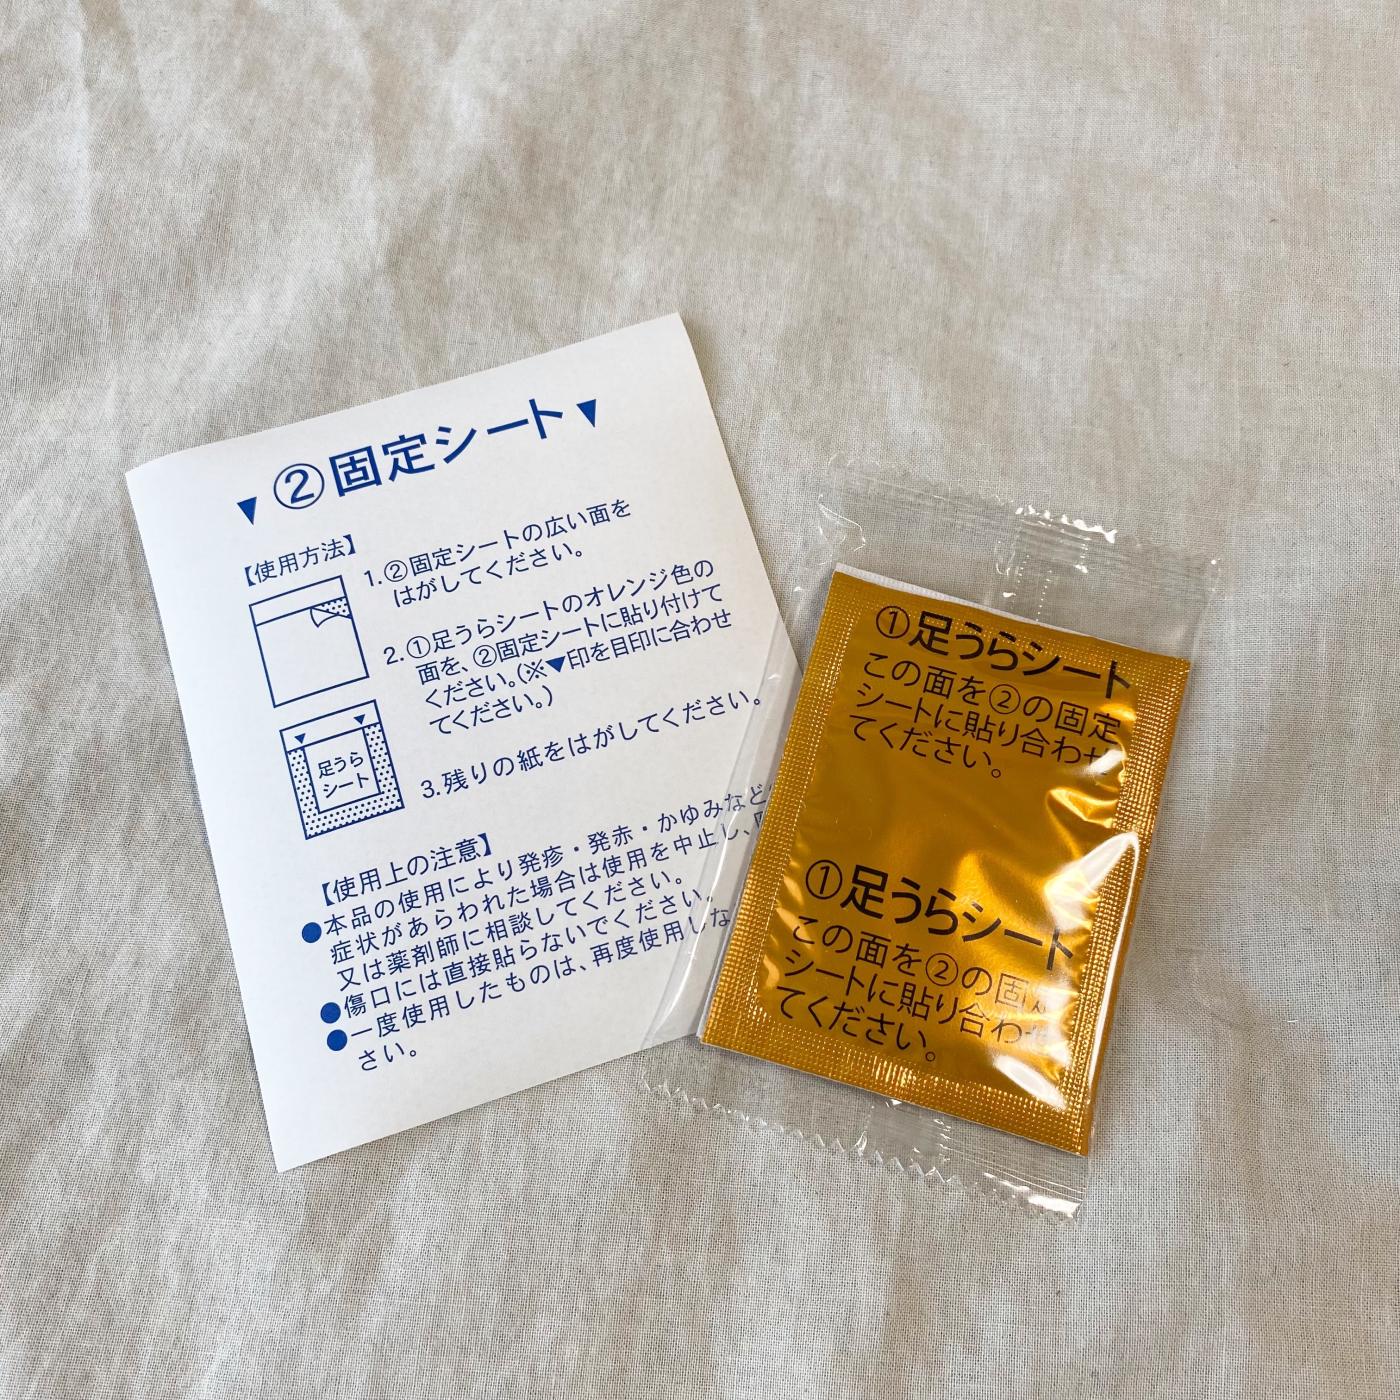 ▼②固定シート▼
【使用方法】
1.②固定シートの広い面を
はがしてください。
2.①足うらシートのオレンジ色の
面を、②固定シートに貼り付けて
ください。(※▼印を目印に合わせ
てください。)
3.残りの紙をはがしてください。
足うら
シート
【使用上の注意】
●本品の使用により発疹・発赤・かゆみなど
症状があらわれた場合は使用を中止し、
又は薬剤師に相談してください。
●傷口には直接貼らないでください。
●一度使用したものは、再度使用しな
さい。
①足うらシート
この面を②の固定
シートに貼り合わせ
てください。
①足うらシート
この面を②の固定
シートに貼り合わせ
てください。